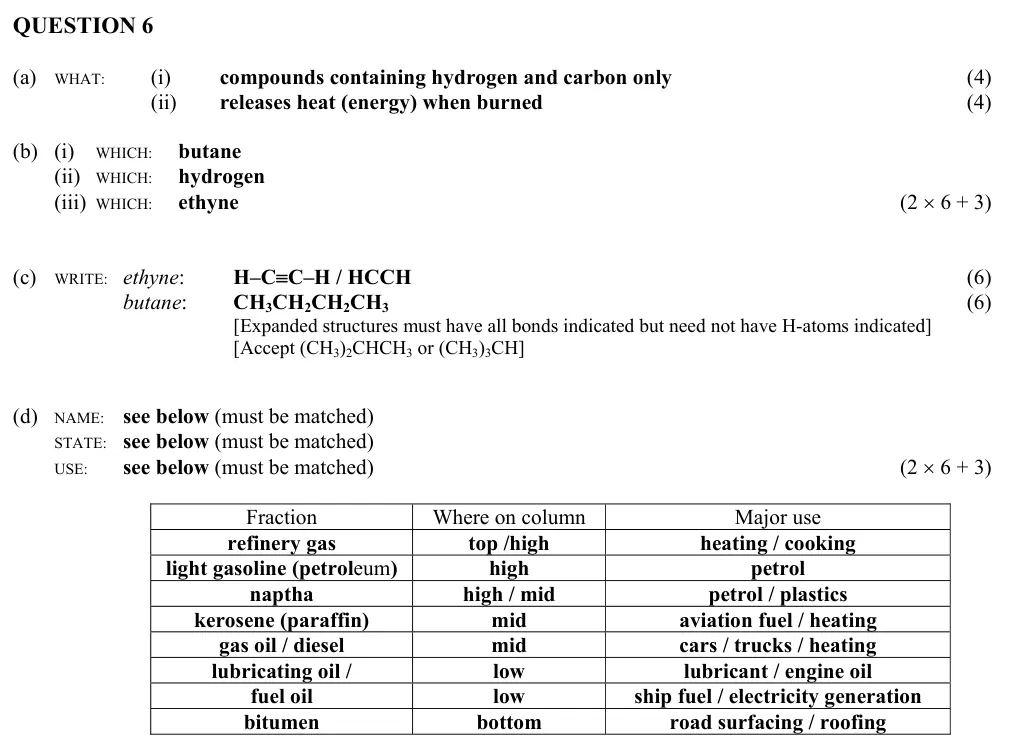 QUESTION 6
(a) WHAT: (i) compounds containing hydrogen and carbon only (4)
(ii) releases heat (energy) when burned (4)
(b) (i) WHICH: butane
(ii) WHICH: hydrogen
(iii) WHICH: ethyne (2 × 6 + 3)
(c) WRITE: ethyne: H–C≡C–H / HCCH (6)
butane: CH₃CH₂CH₂CH₃ (6)
[Expanded structures must have all bonds indicated but need not have H-atoms indicated]
[Accept (CH₃)₂CHCH₃ or (CH₃)₃CH]
(d) NAME: see below (must be matched)
STATE: see below (must be matched)
USE: see below (must be matched) (2 × 6 + 3)
Fraction Where on column Major use
refinery gas top /high heating / cooking
light gasoline (petroleum) high petrol
naptha high / mid petrol / plastics
kerosene (paraffin) mid aviation fuel / heating
gas oil / diesel mid cars / trucks / heating
lubricating oil / low lubricant / engine oil
fuel oil low ship fuel / electricity generation
bitumen bottom road surfacing / roofing